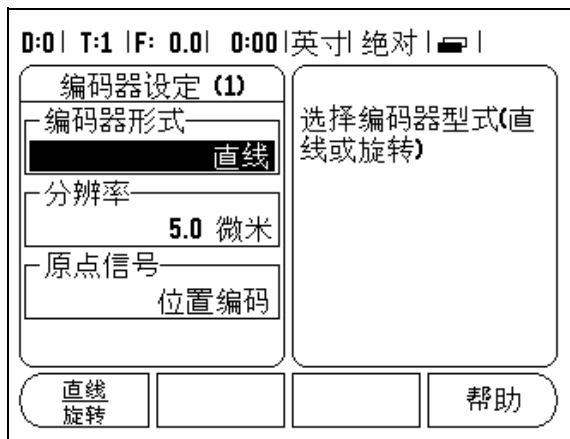 D:0 | T:1 | F: 0.0 | 0:00 | 英寸 | 绝对 | |
编码器设定 (1)
编码器形式
直线
分辨率
5.0 微米
原点信号
位置编码
选择编码器型式(直
线或旋转)
直线
旋转
帮助